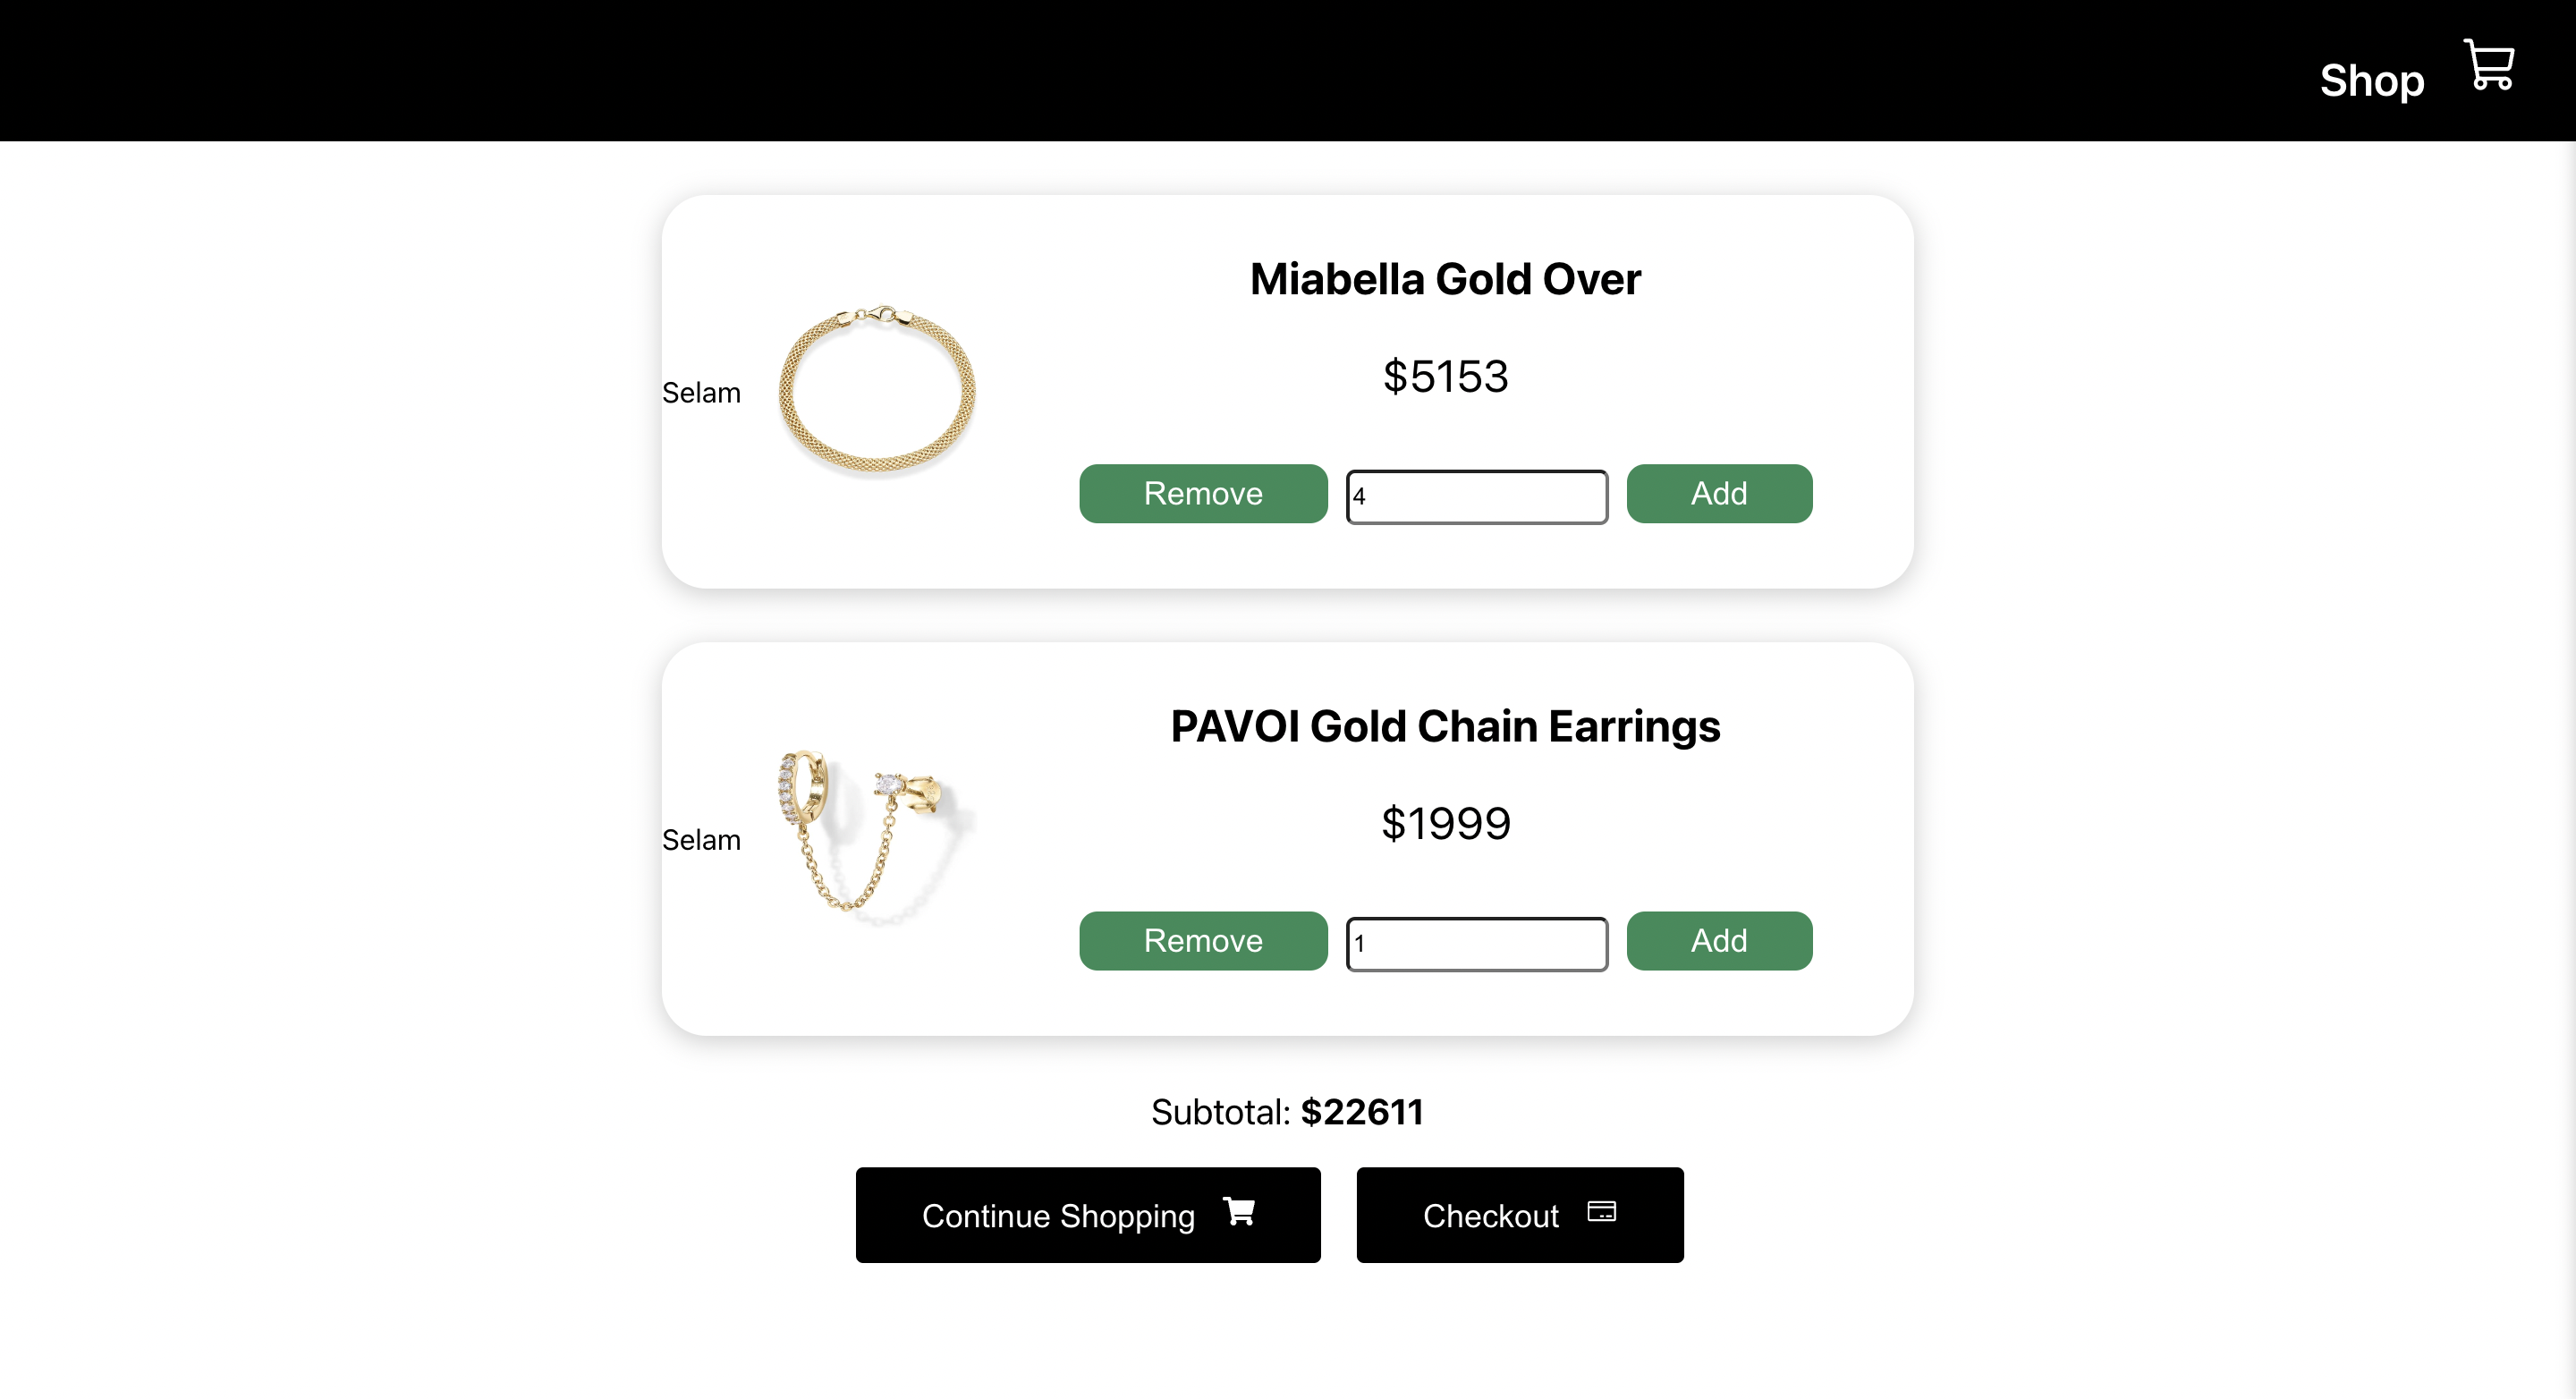 Shop
Miabella Gold Over
$5153
Selam
Remove 4 Add
PAVOI Gold Chain Earrings
$1999
Selam
Remove 1 Add
Subtotal: $22611
Continue Shopping Checkout